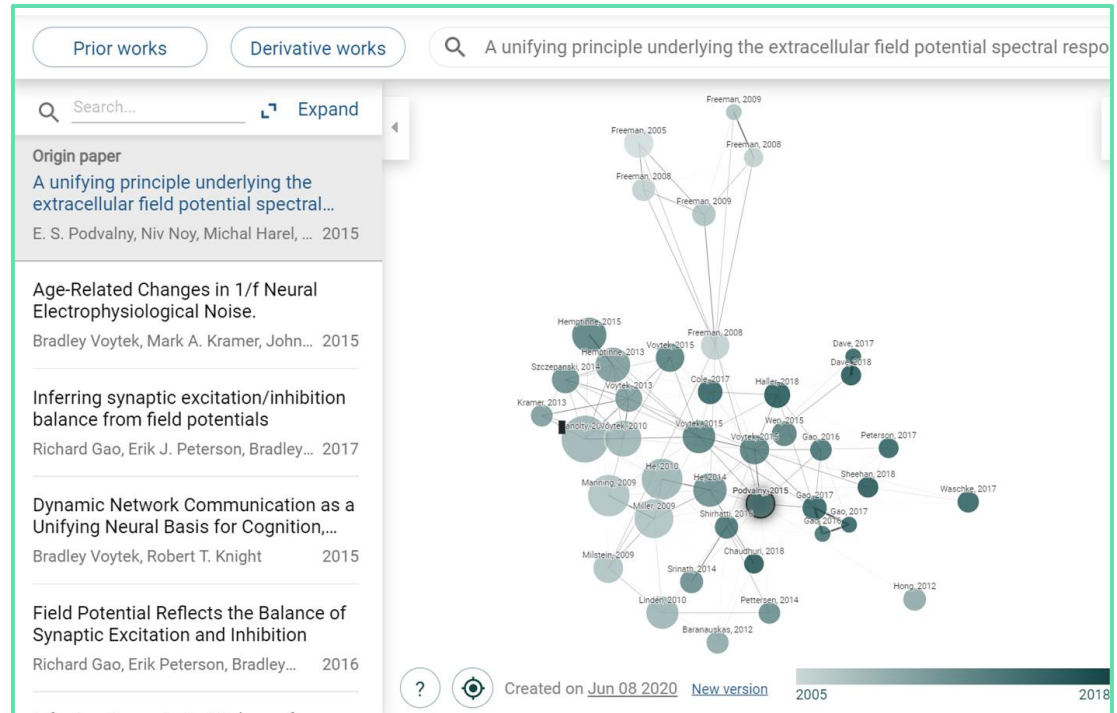 Prior works
Derivative works
A unifying principle underlying the extracellular field potential spectral respo
Search...
Expand
Origin paper
A unifying principle underlying the
extracellular field potential spectral...
E. S. Podvalny, Niv Noy, Michal Harel, ... 2015
Age-Related Changes in 1/f Neural
Electrophysiological Noise.
Bradley Voytek, Mark A. Kramer, John... 2015
Inferring synaptic excitation/inhibition
balance from field potentials
Richard Gao, Erik J. Peterson, Bradley... 2017
Dynamic Network Communication as a
Unifying Neural Basis for Cognition,...
Bradley Voytek, Robert T. Knight 2015
Field Potential Reflects the Balance of
Synaptic Excitation and Inhibition
Richard Gao, Erik Peterson, Bradley... 2016
Freeman, 2009
Freeman, 2005
Freeman, 2008
Freeman, 2008
Freeman, 2009
Hemptinne, 2015
Freeman, 2008
Voytek, 2015
Dave, 2017
Hemptinne, 2013
Dave, 2018
Szczepanski, 2014
Voytek, 2013
Cole, 2017
Haller, 2018
Kramer, 2013
Voytek, 2010
Voytek, 2015
Wen, 2015
Voytek, 2015
Gao, 2016
Peterson, 2017
He, 2010
He, 2014
Sheehan, 2018
Manning, 2009
Podvalny, 2015
Waschke, 2017
Miller, 2009
Shirhatti, 2016
Gao, 2017
Gao, 2017
Gao, 2016
Milstein, 2009
Chaudhuri, 2018
Srinath, 2014
Hong, 2012
Linden, 2010
Pettersen, 2014
Baranauskas, 2012
?
Created on Jun 08 2020 New version
2005
2018